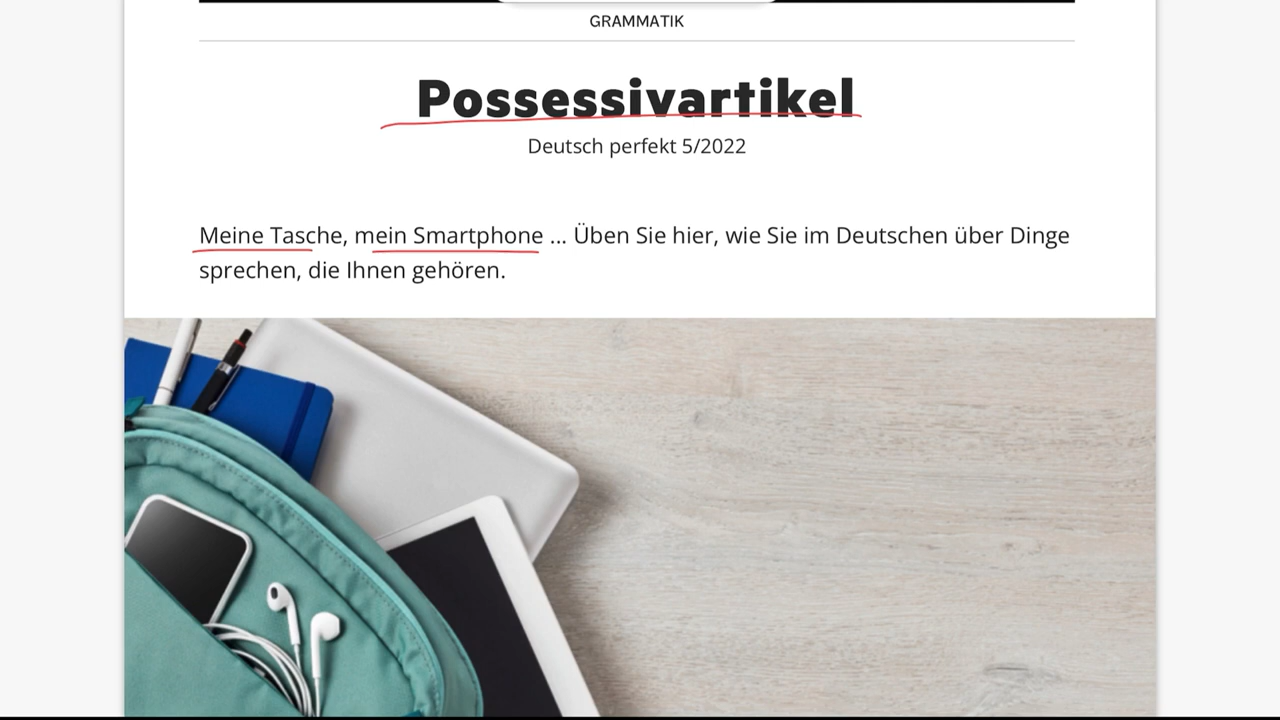 GRAMMATIK
Possessivartikel
Deutsch perfekt 5/2022
Meine Tasche, mein Smartphone ... Üben Sie hier, wie Sie im Deutschen über Dinge
sprechen, die Ihnen gehören.